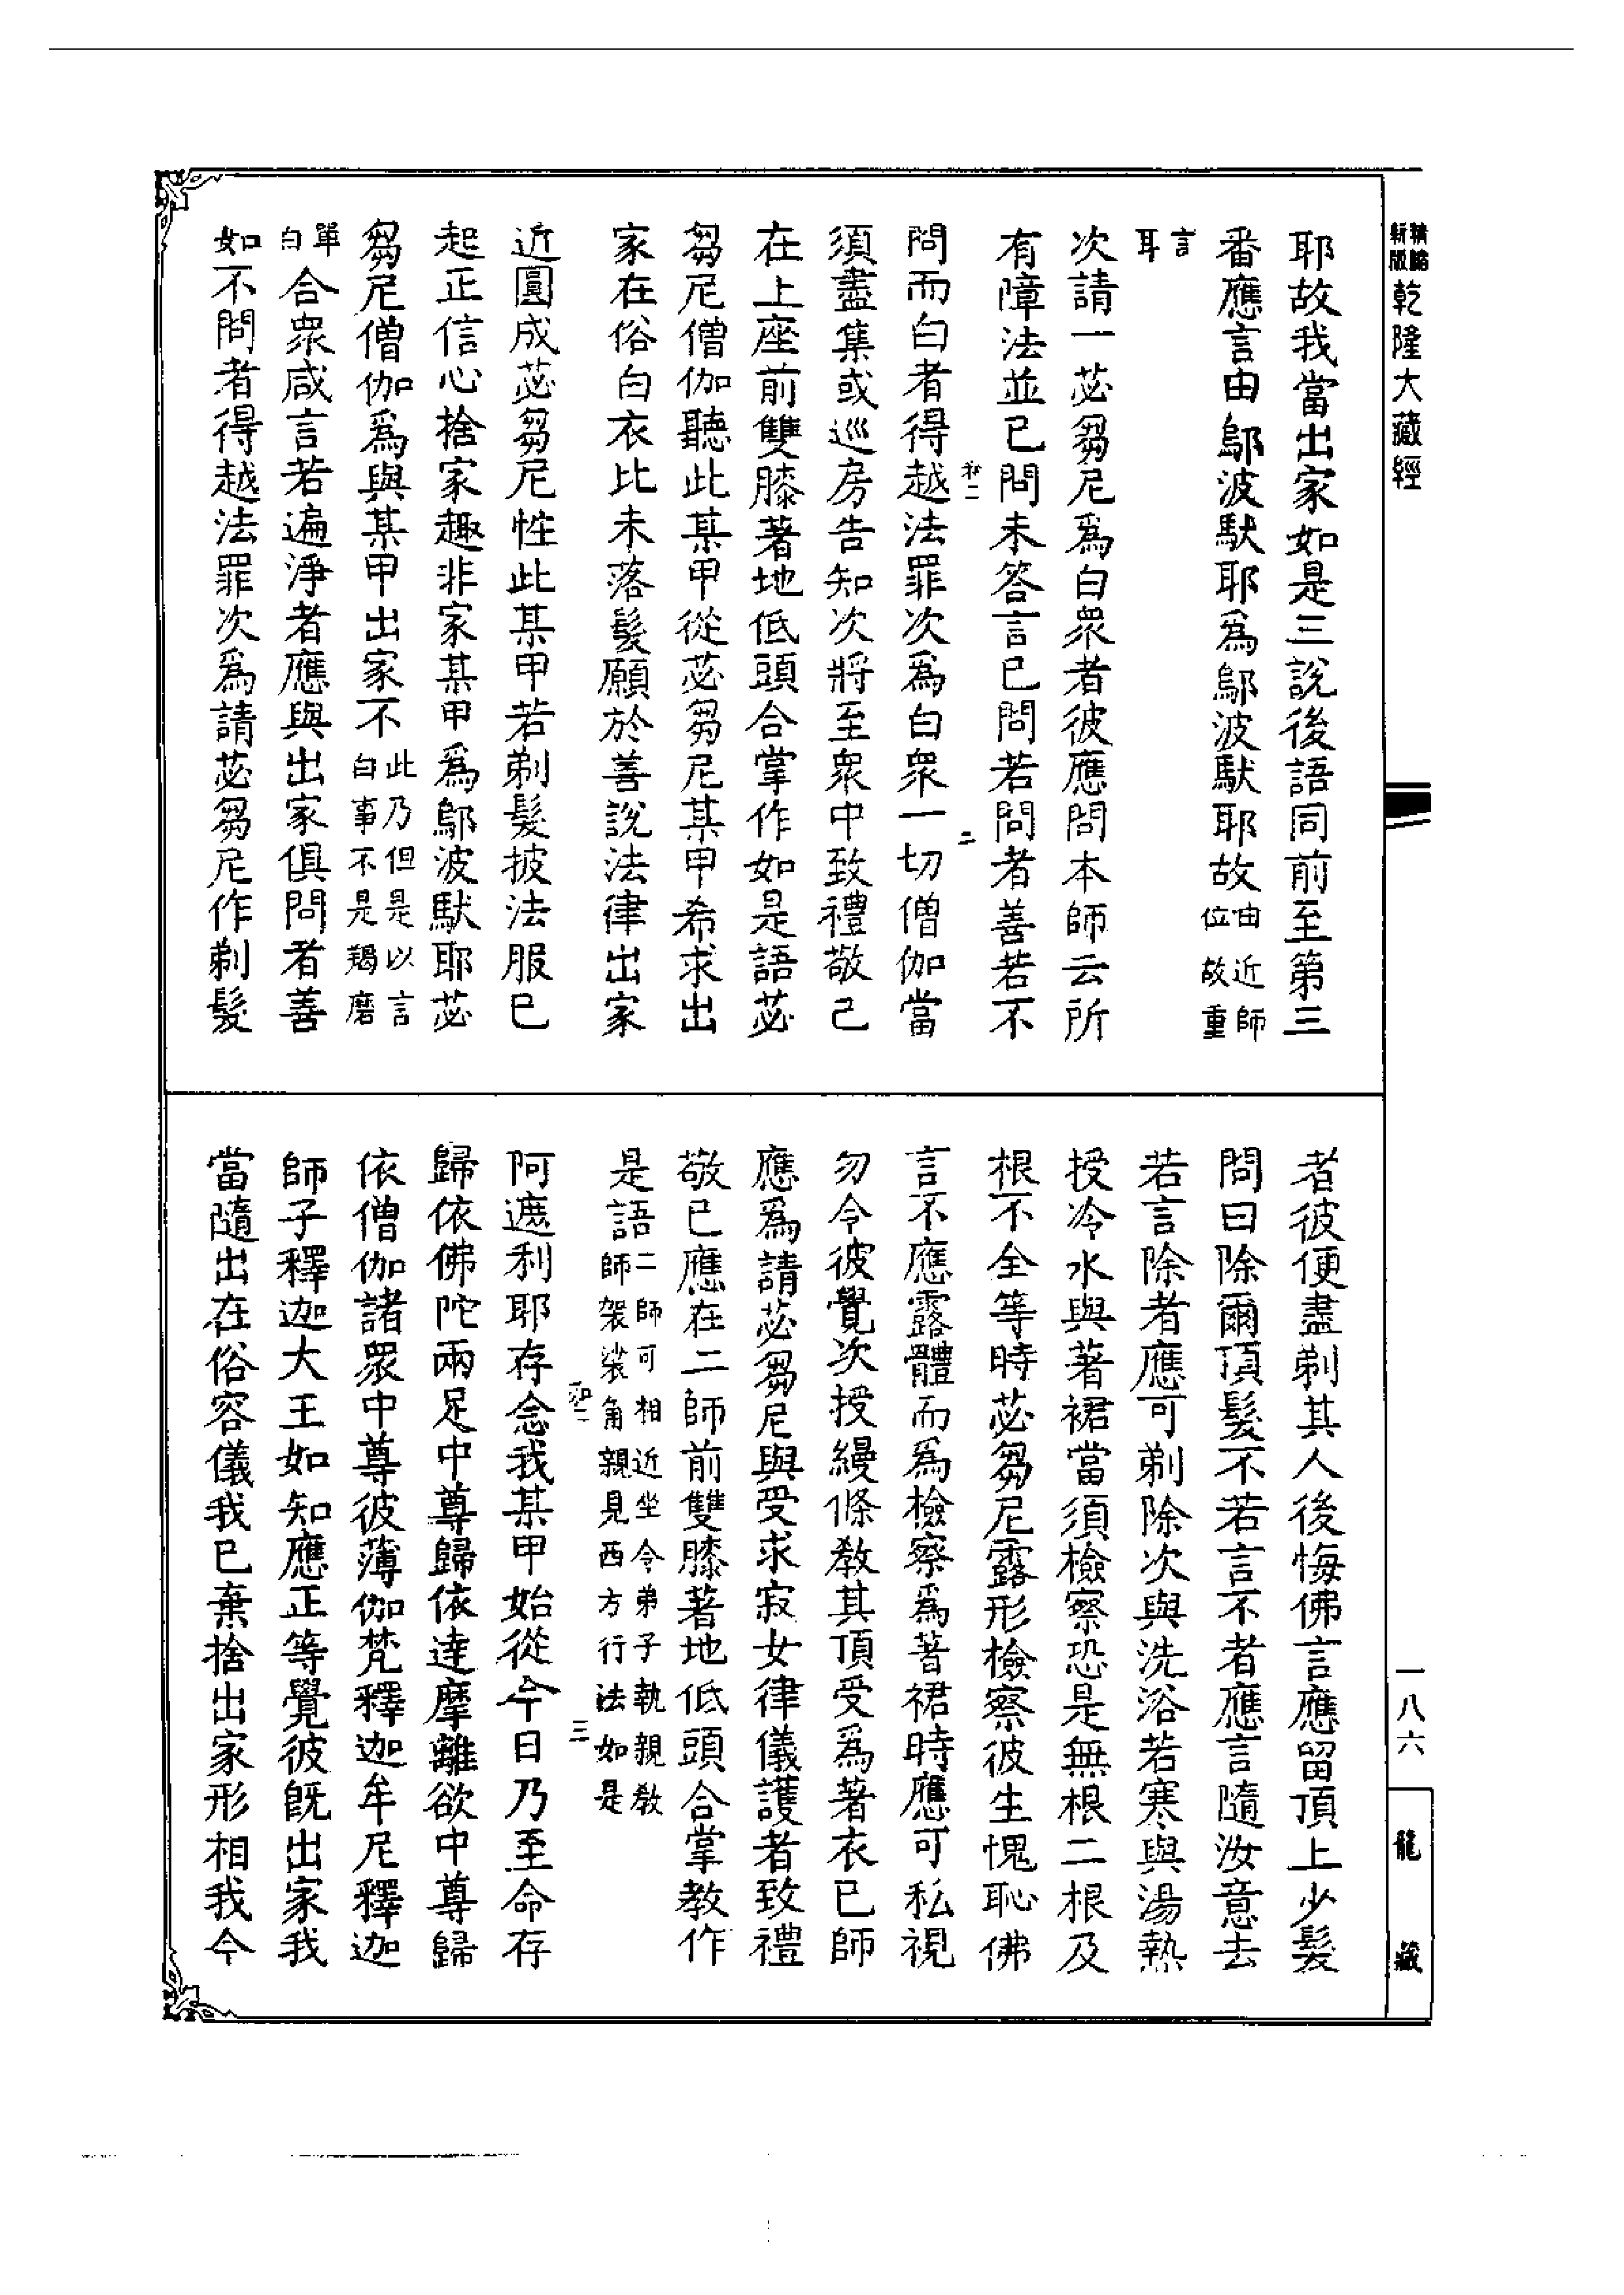 精縮新版乾隆大藏經
耶故我當出家如是三說後語同前至第三
番應言由鄔波馱耶為鄔波馱耶故由近師位故重
言耳
次請一苾芻尼為白眾者彼應問本師云所
有障法並已問未答言已問若問者善若不
問而白者得越法罪次為白眾一切僧伽當
須盡集或巡房告知次將至眾中致禮敬已
在上座前雙膝著地低頭合掌作如是語苾
芻尼僧伽聽此某甲從苾芻尼某甲希求出
家在俗白衣比未落髮願於善說法律出家
近圓成苾芻尼性此某甲若剃髮披法服已
起正信心捨家趣非家某甲爲鄔波馱耶苾
芻尼僧伽爲與某甲出家不此乃但是以言白事不是羯磨
單白合眾咸言若遍淨者應與出家俱問者善
如不問者得越法罪次為請苾芻尼作剃髮
者彼便盡剃其人後悔佛言應留頂上少髮
問曰除爾頂髮不若言不者應言隨汝意去
若言除者應可剃除次與洗浴若寒與湯熱
授冷水與著裙當須檢察恐是無根二根及
根不全等時苾芻尼露形檢察彼生愧恥佛
言不應露體而為檢察為著裙時應可私視
勿令彼覺次授縵條教其頂受爲著衣已師
應爲請苾芻尼與受求寂女律儀護者致禮
敬已應在二師前雙膝著地低頭合掌教作
是語二師可相近坐令弟子執親教師袈裟角親見西方行法如是
阿遮利耶存念我某甲始從今日乃至命存
歸依佛陀兩足中尊歸依達摩離欲中尊歸
依僧伽諸眾中尊彼薄伽梵釋迦牟尼釋迦
師子釋迦大王如知應正等覺彼既出家我
當隨出在俗容儀我已棄捨出家形相我今
一八六
龍藏